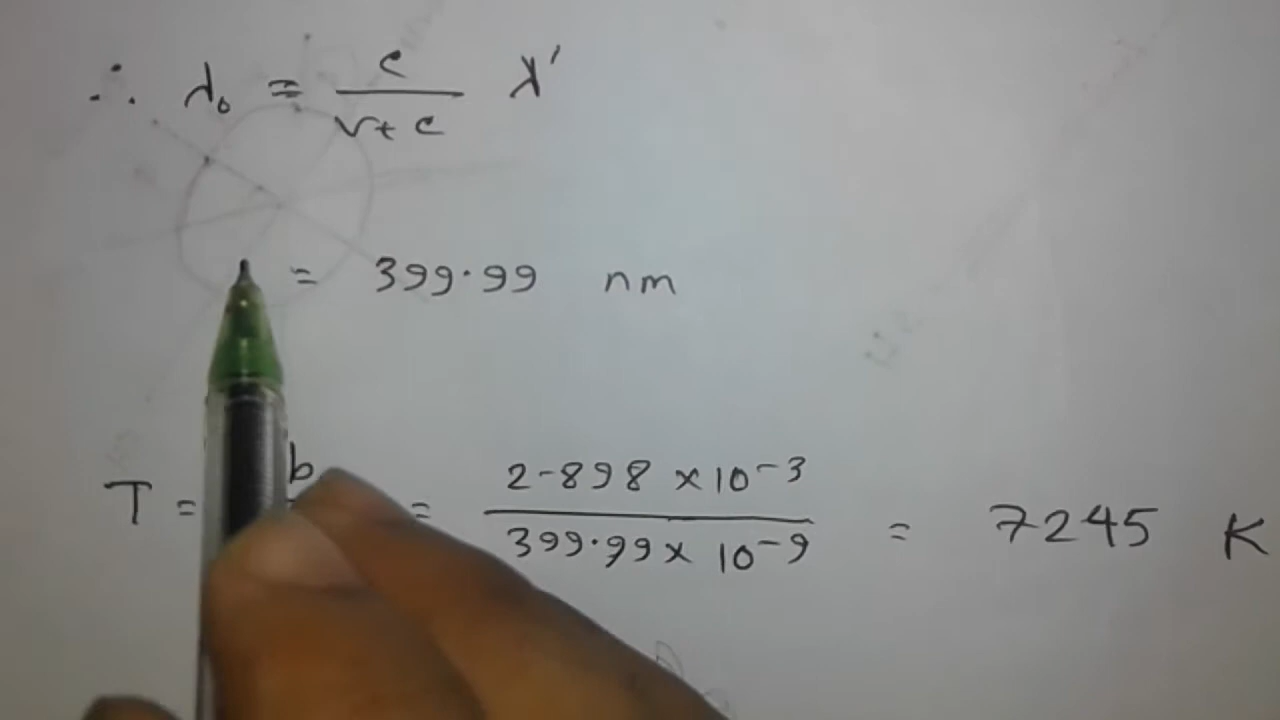 ∴ λ₀ = c / (v + c) λ'
= 399.99 nm
T = b = 2.898 × 10⁻³ / 399.99 × 10⁻⁹ = 7245 K